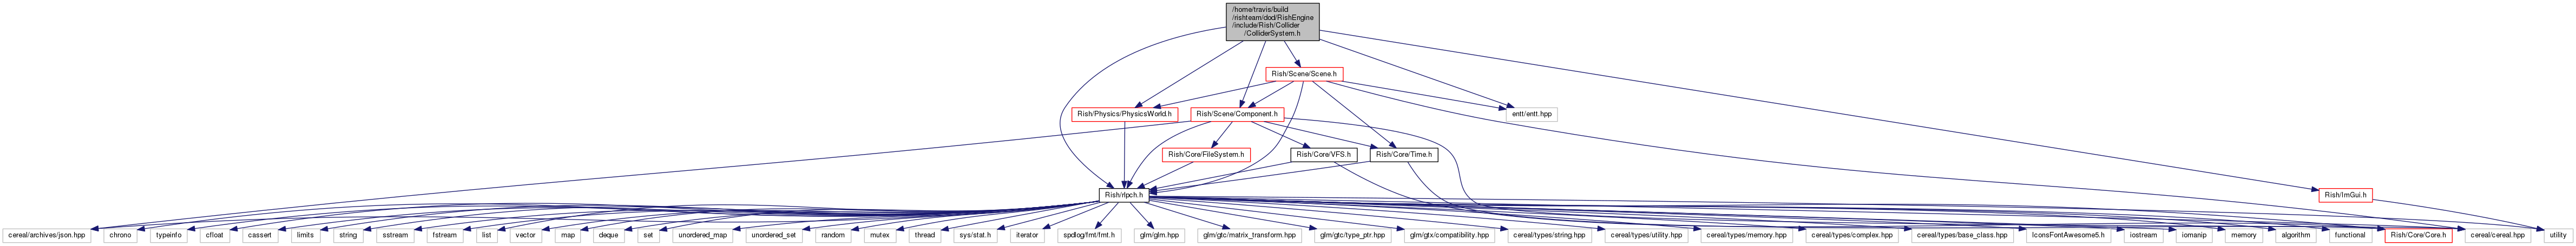 /home/travis/build
/rishteam/dod/RishEngine
/include/Rish/Collider
/ColliderSystem.h
Rish/Scene/Scene.h
Rish/Physics/PhysicsWorld.h
Rish/Scene/Component.h
entt/entt.hpp
Rish/Core/FileSystem.h
Rish/Core/VFS.h
Rish/Core/Time.h
Rish/rlpch.h
Rish/ImGui.h
cereal/archives/json.hpp
chrono
typeinfo
cfloat
cassert
limits
string
sstream
fstream
list
vector
map
deque
set
unordered_map
unordered_set
random
mutex
thread
sys/stat.h
iterator
spdlog/fmt/fmt.h
glm/glm.hpp
glm/gtc/matrix_transform.hpp
glm/gtc/type_ptr.hpp
glm/gtx/compatibility.hpp
cereal/types/string.hpp
cereal/types/utility.hpp
cereal/types/memory.hpp
cereal/types/complex.hpp
cereal/types/base_class.hpp
IconsFontAwesome5.h
iostream
iomanip
memory
algorithm
functional
Rish/Core/Core.h
cereal/cereal.hpp
utility